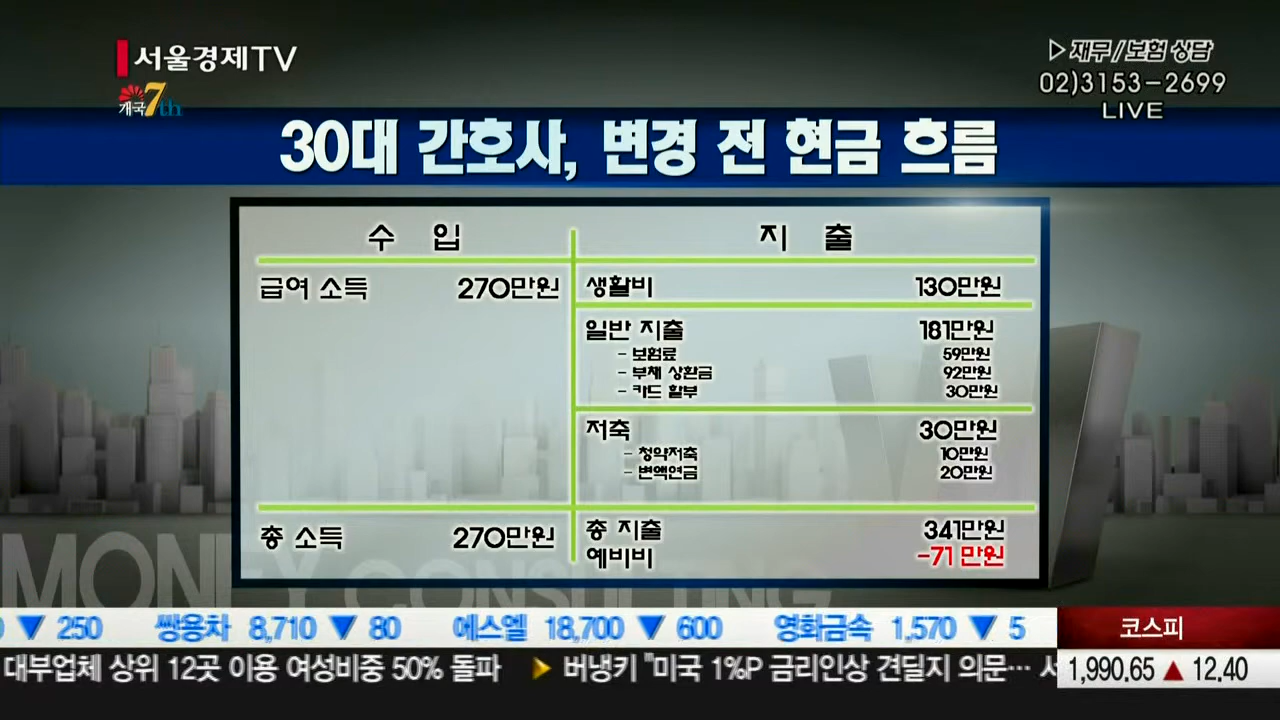 서울경제TV
개국 7th
▷재무/보험 상담
02)3153-2699
LIVE
30대 간호사, 변경 전 현금 흐름
수 입 지 출
급여 소득 270만원 생활비 130만원
일반 지출 181만원
- 보험료 59만원
- 부채 상환금 92만원
- 카드 할부 30만원
저축 30만원
- 청약저축 10만원
- 변액연금 20만원
총 소득 270만원 총 지출 341만원
예비비 -71 만원
MONEY CONSULTING
▼ 250 쌍용차 8,710 ▼ 80 에스엘 18,700 ▼ 600 영화금속 1,570 ▼ 5 코스피
대부업체 상위 12곳 이용 여성비중 50% 돌파 ▶ 버냉키 "미국 1%P 금리인상 견딜지 의문… 1,990.65 ▲ 12.40